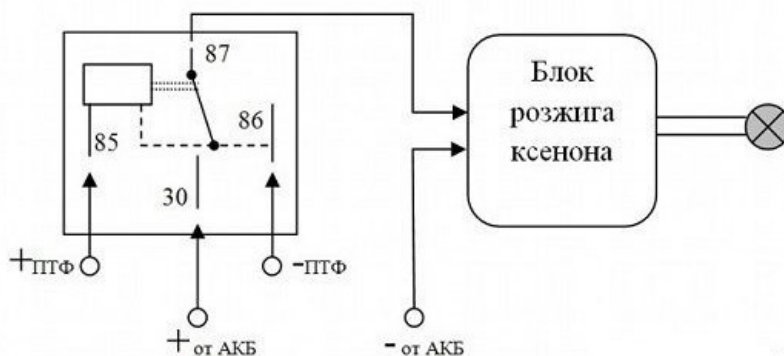 87
85
86
30
Блок
розжига
ксенона
+ПТФ
-ПТФ
+от АКБ
-от АКБ